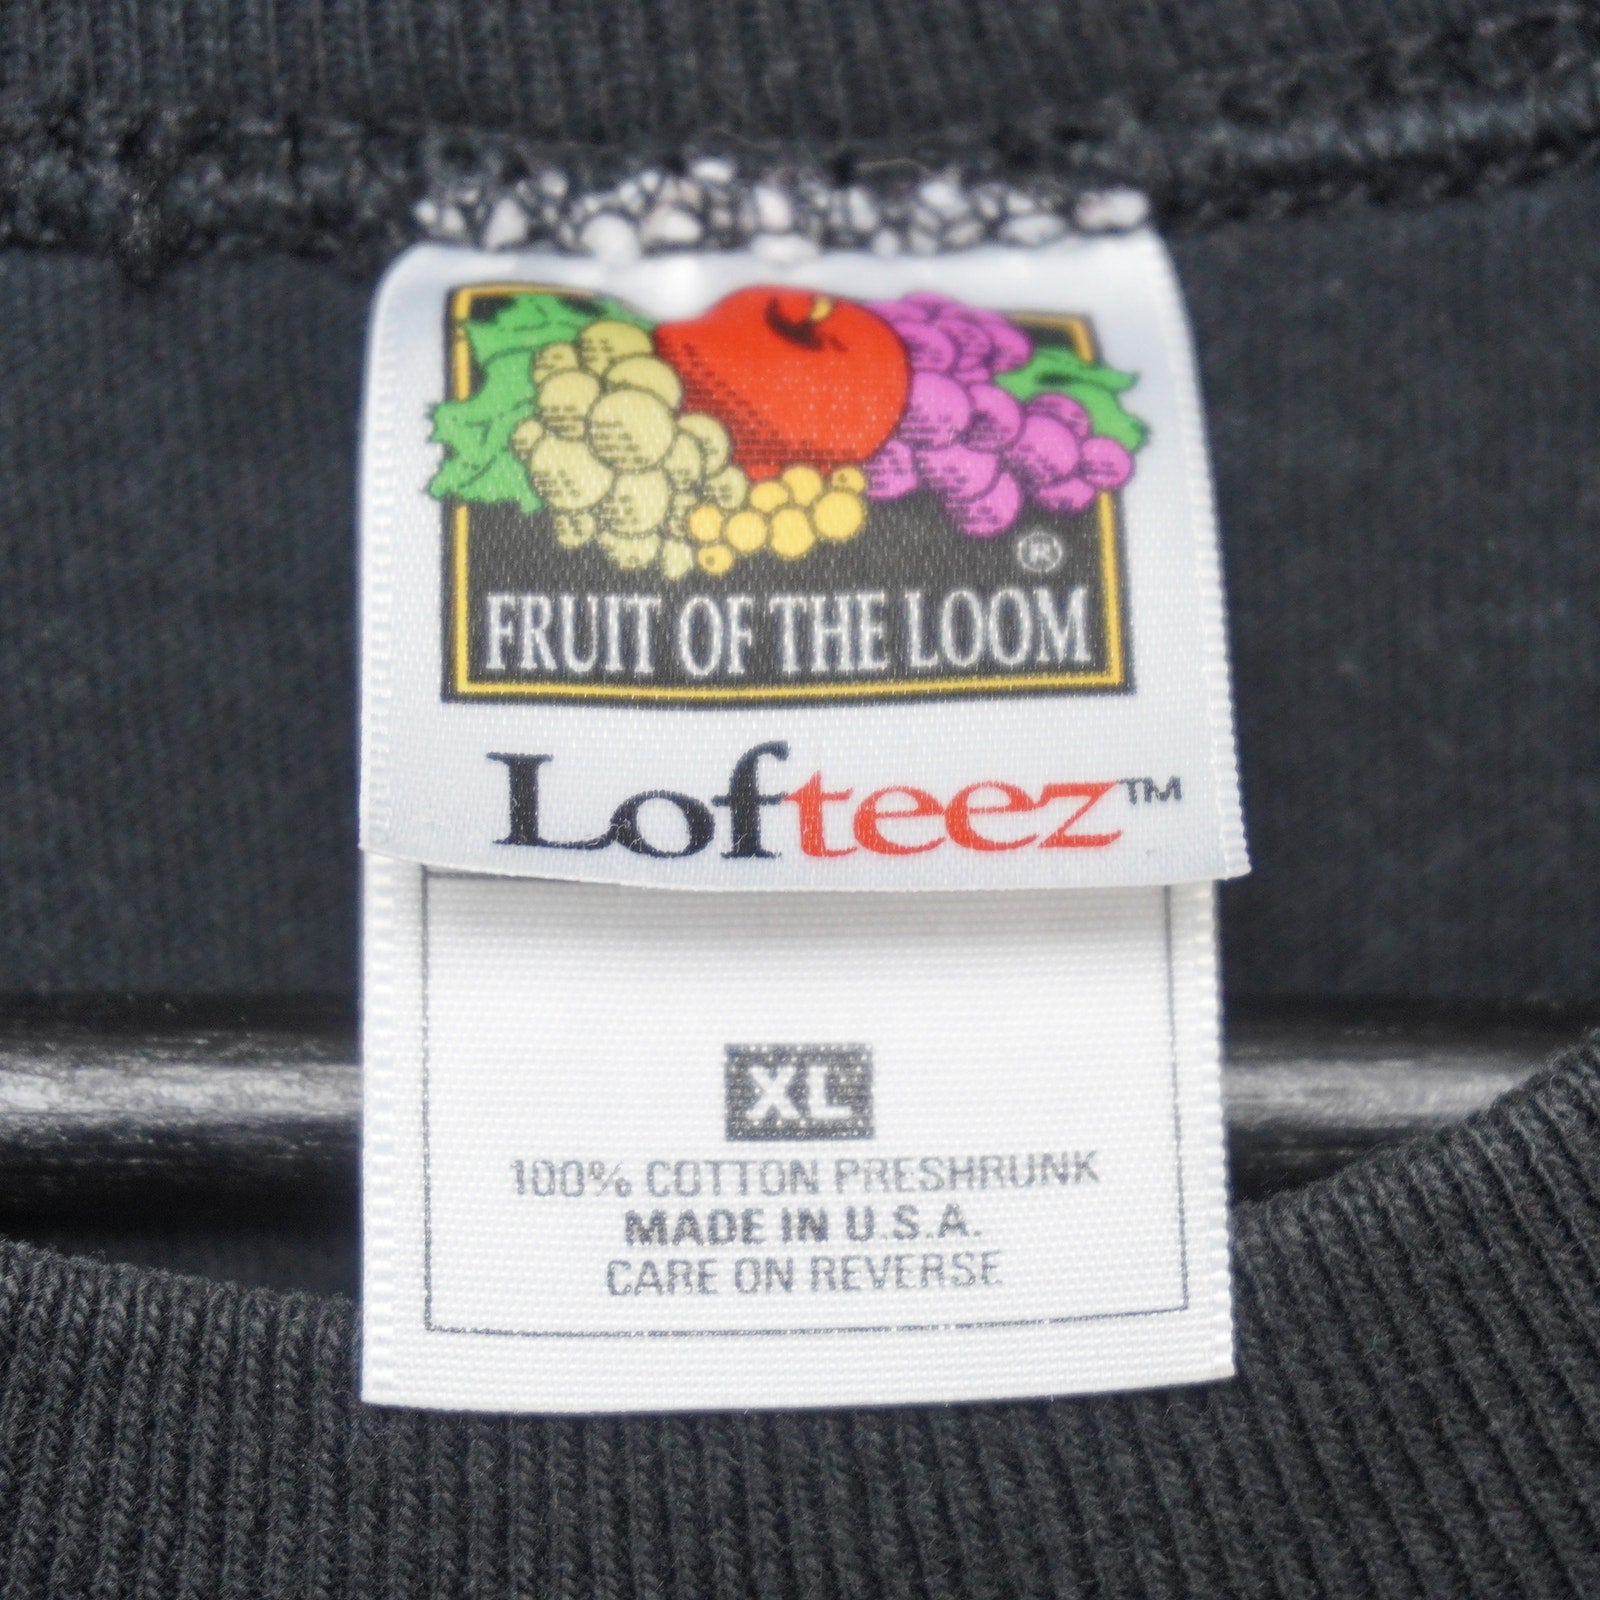 ®
FRUIT OF THE LOOM
Lofteez™
XL
100% COTTON PRESHRUNK
MADE IN U.S.A.
CARE ON REVERSE